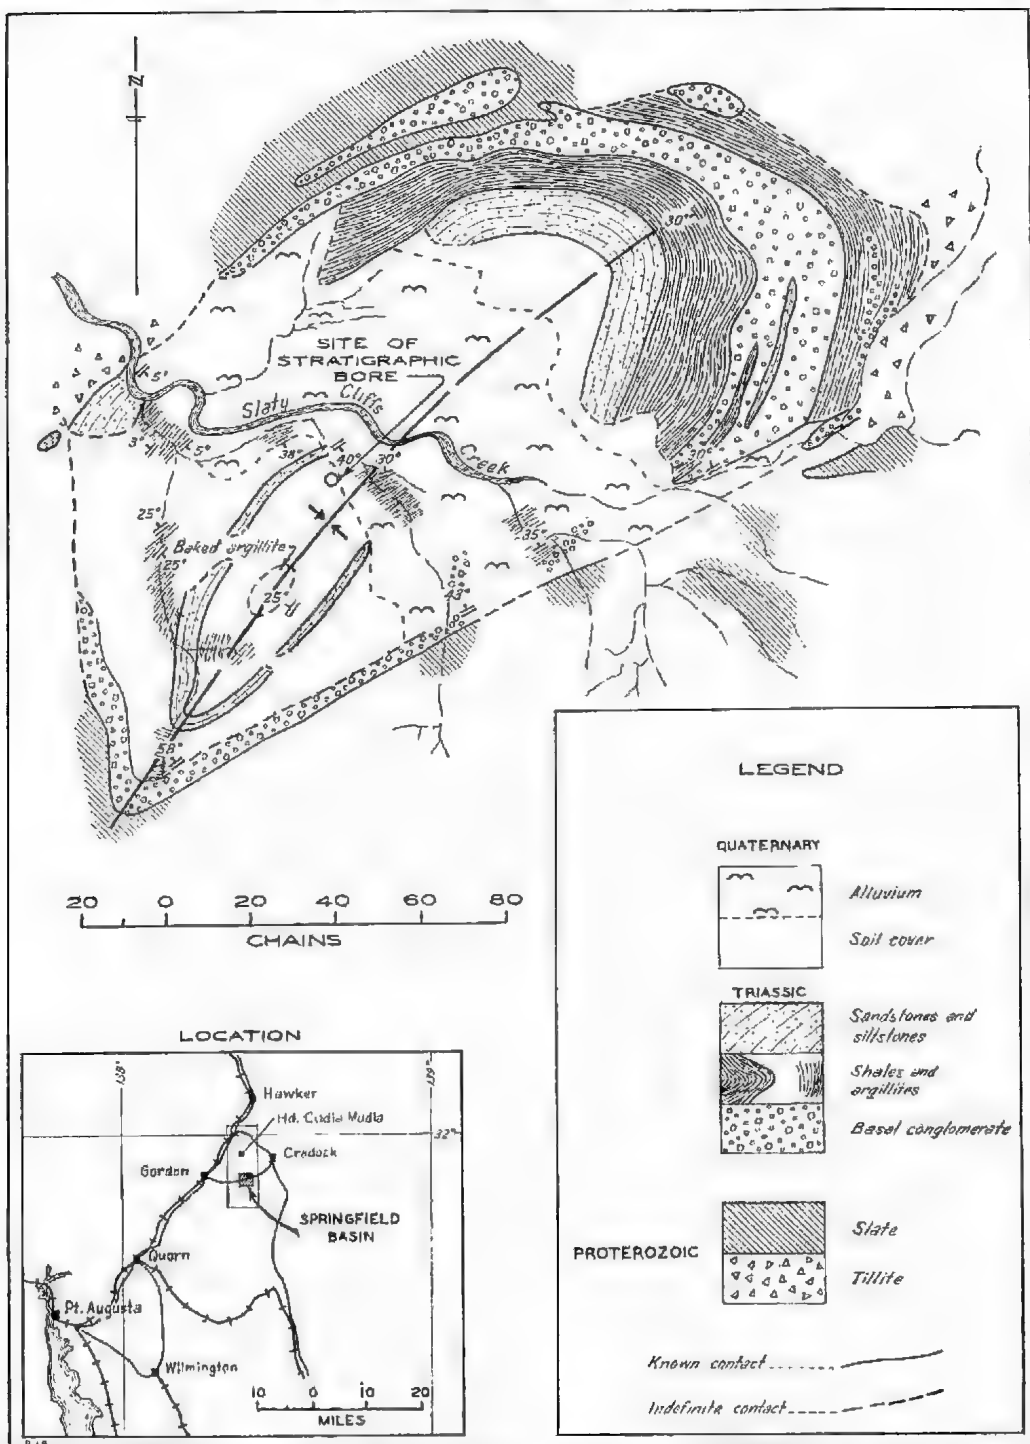 N
SITE OF
STRATIGRAPHIC
BORE
30°
5°
Slaty Cliffs Creek
3°
5°
38°
40°
30°
30°
25°
Baked argillite
25°
25°
35°
43°
58°
20 0 20 40 60 80
CHAINS
LEGEND
QUATERNARY
Alluvium
Soil cover
TRIASSIC
Sandstones and
siltstones
Shales and
argillites
Basal conglomerate
PROTEROZOIC
Slate
Tillite
Known contact
Indefinite contact
LOCATION
138°
139°
Hawker
Hd. Cudla Mudla
32°
Cradock
Gordon
SPRINGFIELD
BASIN
Quorn
Pt. Augusta
Wilmington
10 0 10 20
MILES